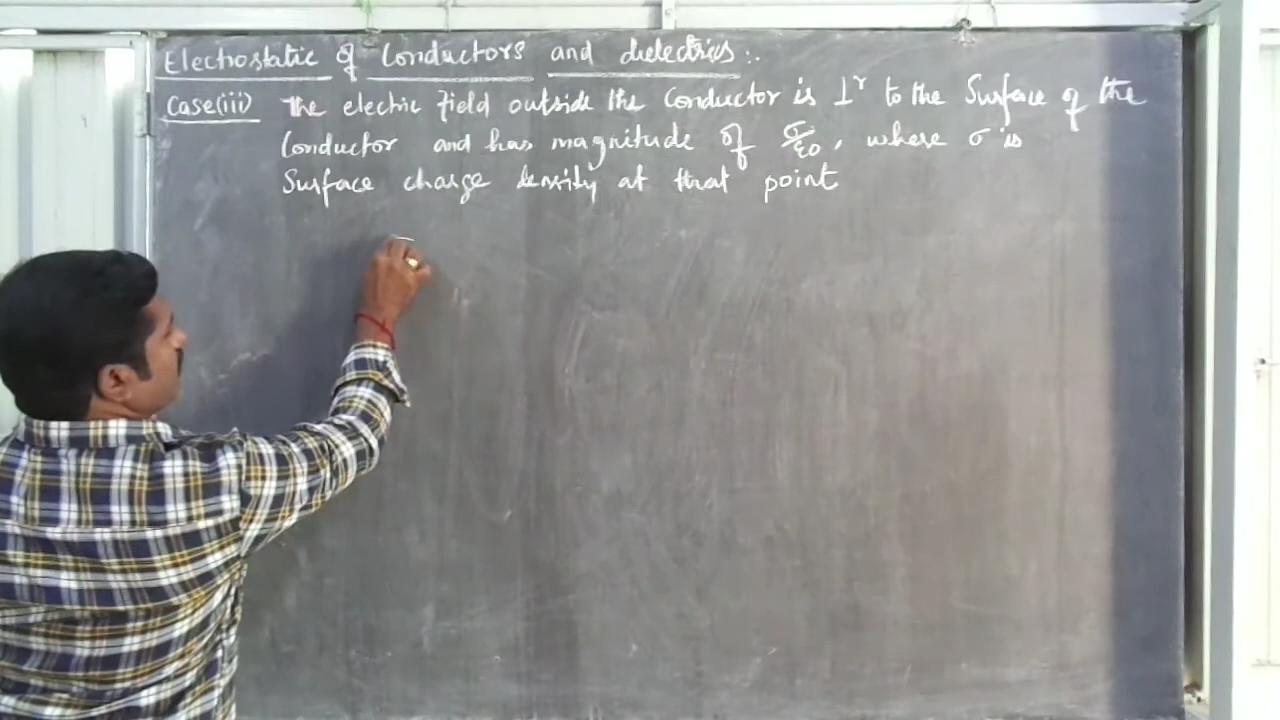 Electrostatic of Conductors and dielectrics:.
Case(iii) The electric field outside the Conductor is ⊥r to the Surface of the
Conductor and has magnitude of σ/ε0, where σ is
Surface charge density at that point